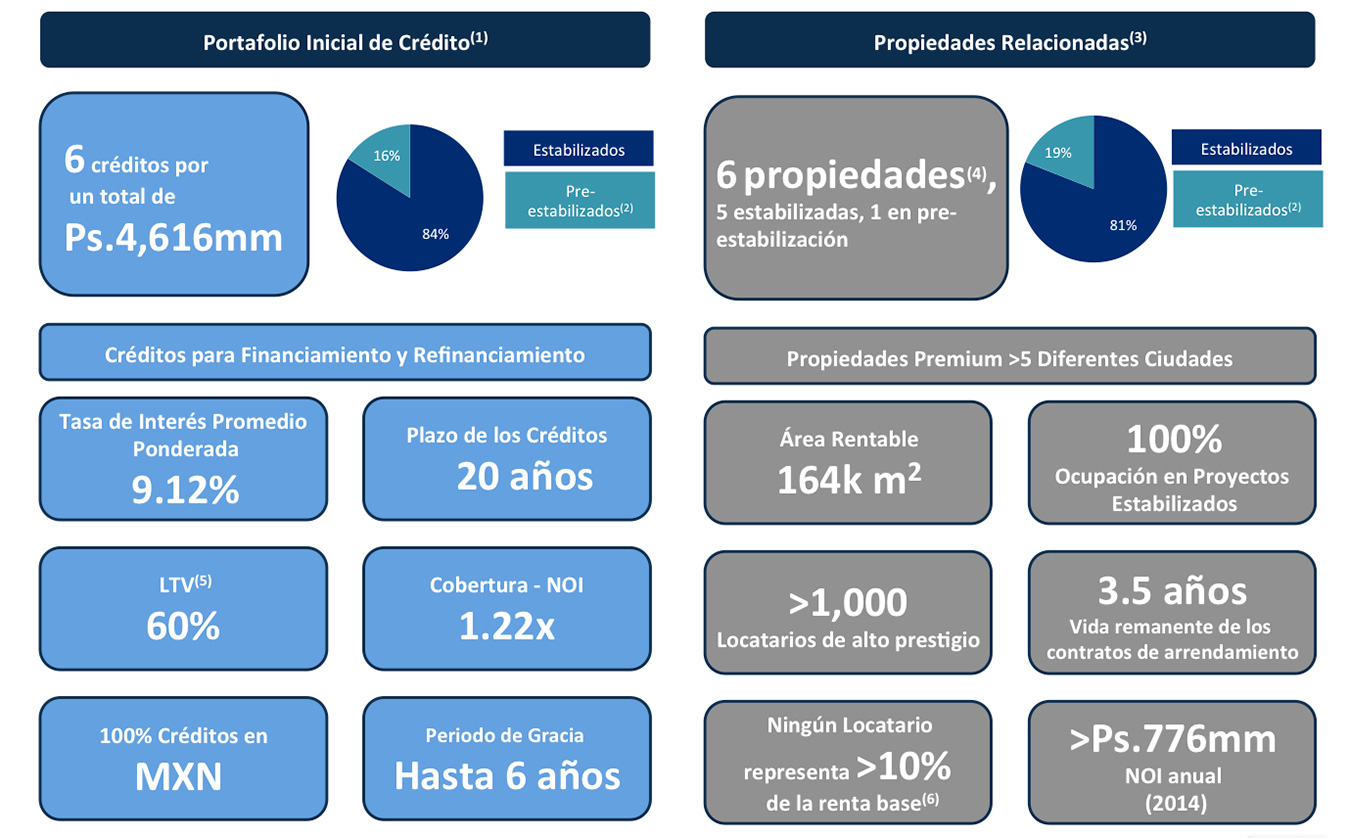 Portafolio Inicial de Crédito(1)
6 créditos por
un total de
Ps.4,616mm
16%
84%
Estabilizados
Pre-
estabilizados(2)
Créditos para Financiamiento y Refinanciamiento
Tasa de Interés Promedio
Ponderada
9.12%
Plazo de los Créditos
20 años
LTV(5)
60%
Cobertura - NOI
1.22x
100% Créditos en
MXN
Periodo de Gracia
Hasta 6 años
Propiedades Relacionadas(3)
6 propiedades(4),
5 estabilizadas, 1 en pre-
estabilización
19%
81%
Estabilizados
Pre-
estabilizados(2)
Propiedades Premium >5 Diferentes Ciudades
Área Rentable
164k m2
100%
Ocupación en Proyectos
Estabilizados
>1,000
Locatarios de alto prestigio
3.5 años
Vida remanente de los
contratos de arrendamiento
Ningún Locatario
representa >10%
de la renta base(6)
>Ps.776mm
NOI anual
(2014)